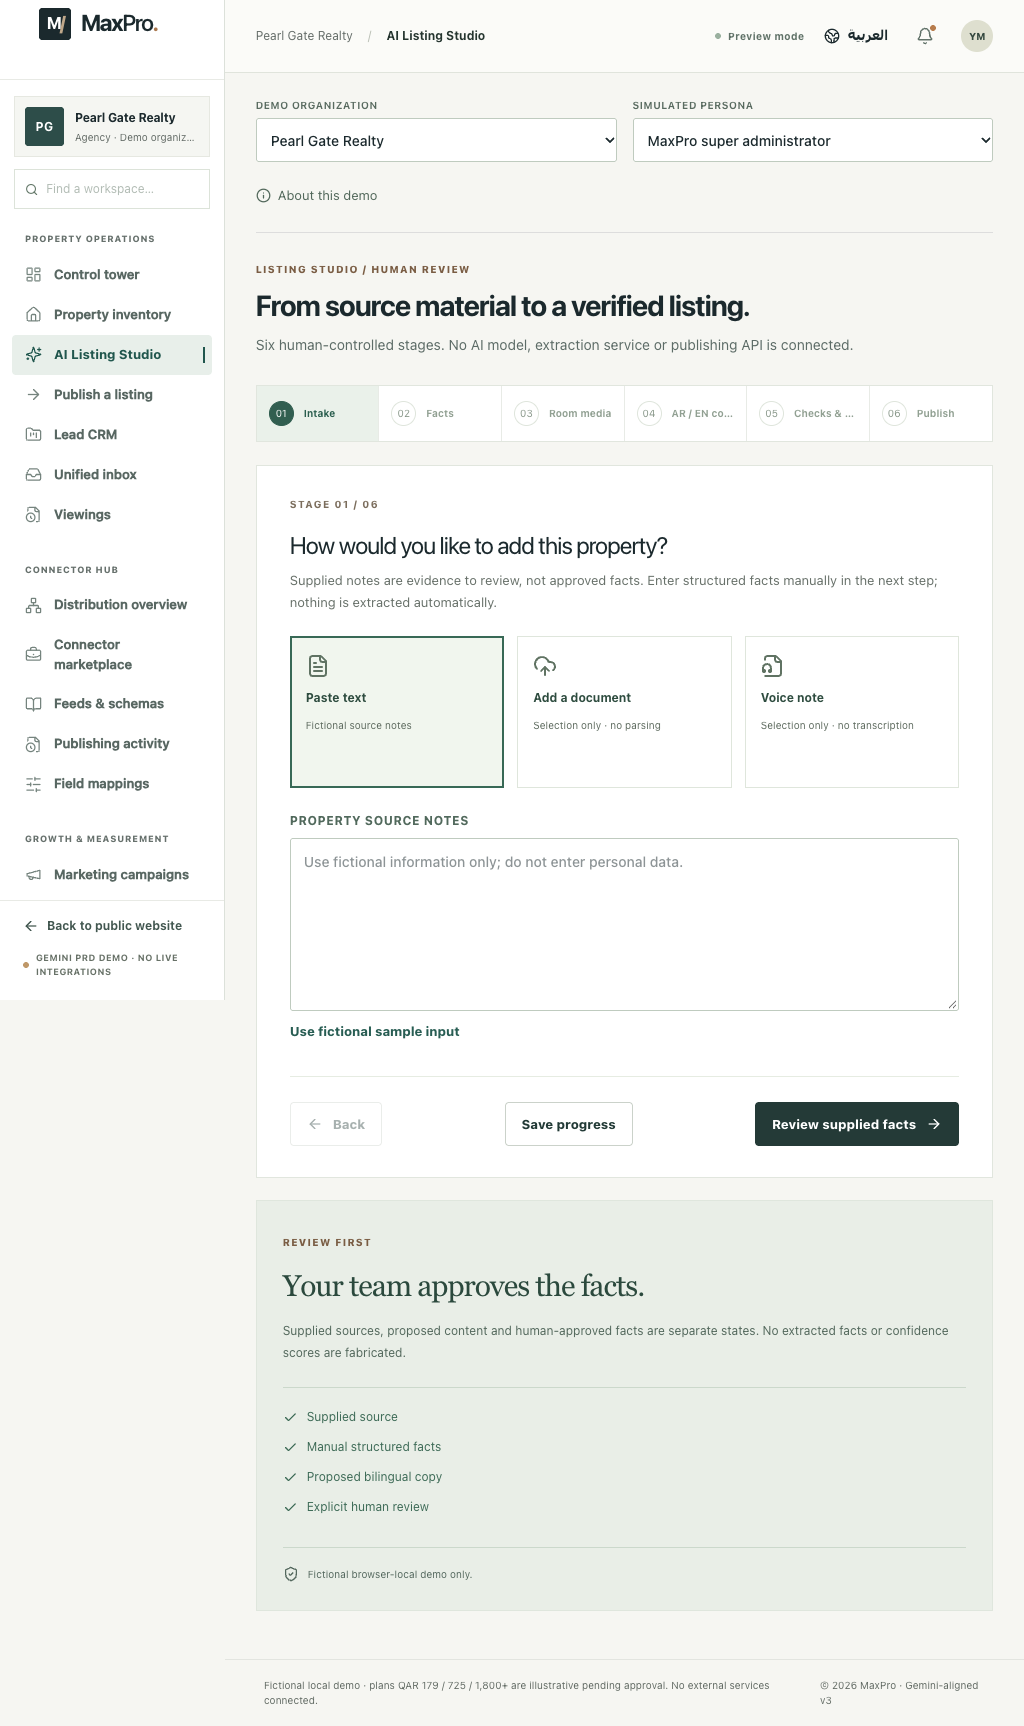 M/ MaxPro.
PG
Pearl Gate Realty
Agency · Demo organiz...
Find a workspace...
PROPERTY OPERATIONS
Control tower
Property inventory
AI Listing Studio
Publish a listing
Lead CRM
Unified inbox
Viewings
CONNECTOR HUB
Distribution overview
Connector
marketplace
Feeds & schemas
Publishing activity
Field mappings
GROWTH & MEASUREMENT
Marketing campaigns
Back to public website
GEMINI PRD DEMO · NO LIVE
INTEGRATIONS
Pearl Gate Realty / AI Listing Studio
Preview mode
العربية
YM
DEMO ORGANIZATION
Pearl Gate Realty
SIMULATED PERSONA
MaxPro super administrator
About this demo
LISTING STUDIO / HUMAN REVIEW
From source material to a verified listing.
Six human-controlled stages. No AI model, extraction service or publishing API is connected.
01 Intake
02 Facts
03 Room media
04 AR / EN co...
05 Checks & ...
06 Publish
STAGE 01 / 06
How would you like to add this property?
Supplied notes are evidence to review, not approved facts. Enter structured facts manually in the next step;
nothing is extracted automatically.
Paste text
Fictional source notes
Add a document
Selection only · no parsing
Voice note
Selection only · no transcription
PROPERTY SOURCE NOTES
Use fictional information only; do not enter personal data.
Use fictional sample input
Back
Save progress
Review supplied facts
REVIEW FIRST
Your team approves the facts.
Supplied sources, proposed content and human-approved facts are separate states. No extracted facts or confidence
scores are fabricated.
Supplied source
Manual structured facts
Proposed bilingual copy
Explicit human review
Fictional browser-local demo only.
Fictional local demo · plans QAR 179 / 725 / 1,800+ are illustrative pending approval. No external services
connected.
© 2026 MaxPro · Gemini-aligned
v3